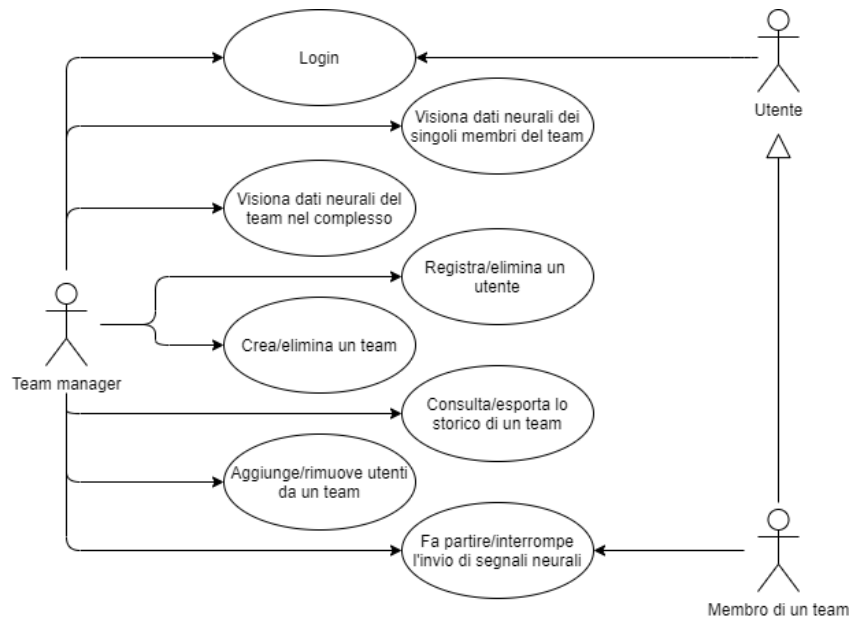 Login
Utente
Visiona dati neurali dei
singoli membri del team
Visiona dati neurali del
team nel complesso
Registra/elimina un
utente
Crea/elimina un team
Team manager
Consulta/esporta lo
storico di un team
Aggiunge/rimuove utenti
da un team
Fa partire/interrompe
l'invio di segnali neurali
Membro di un team